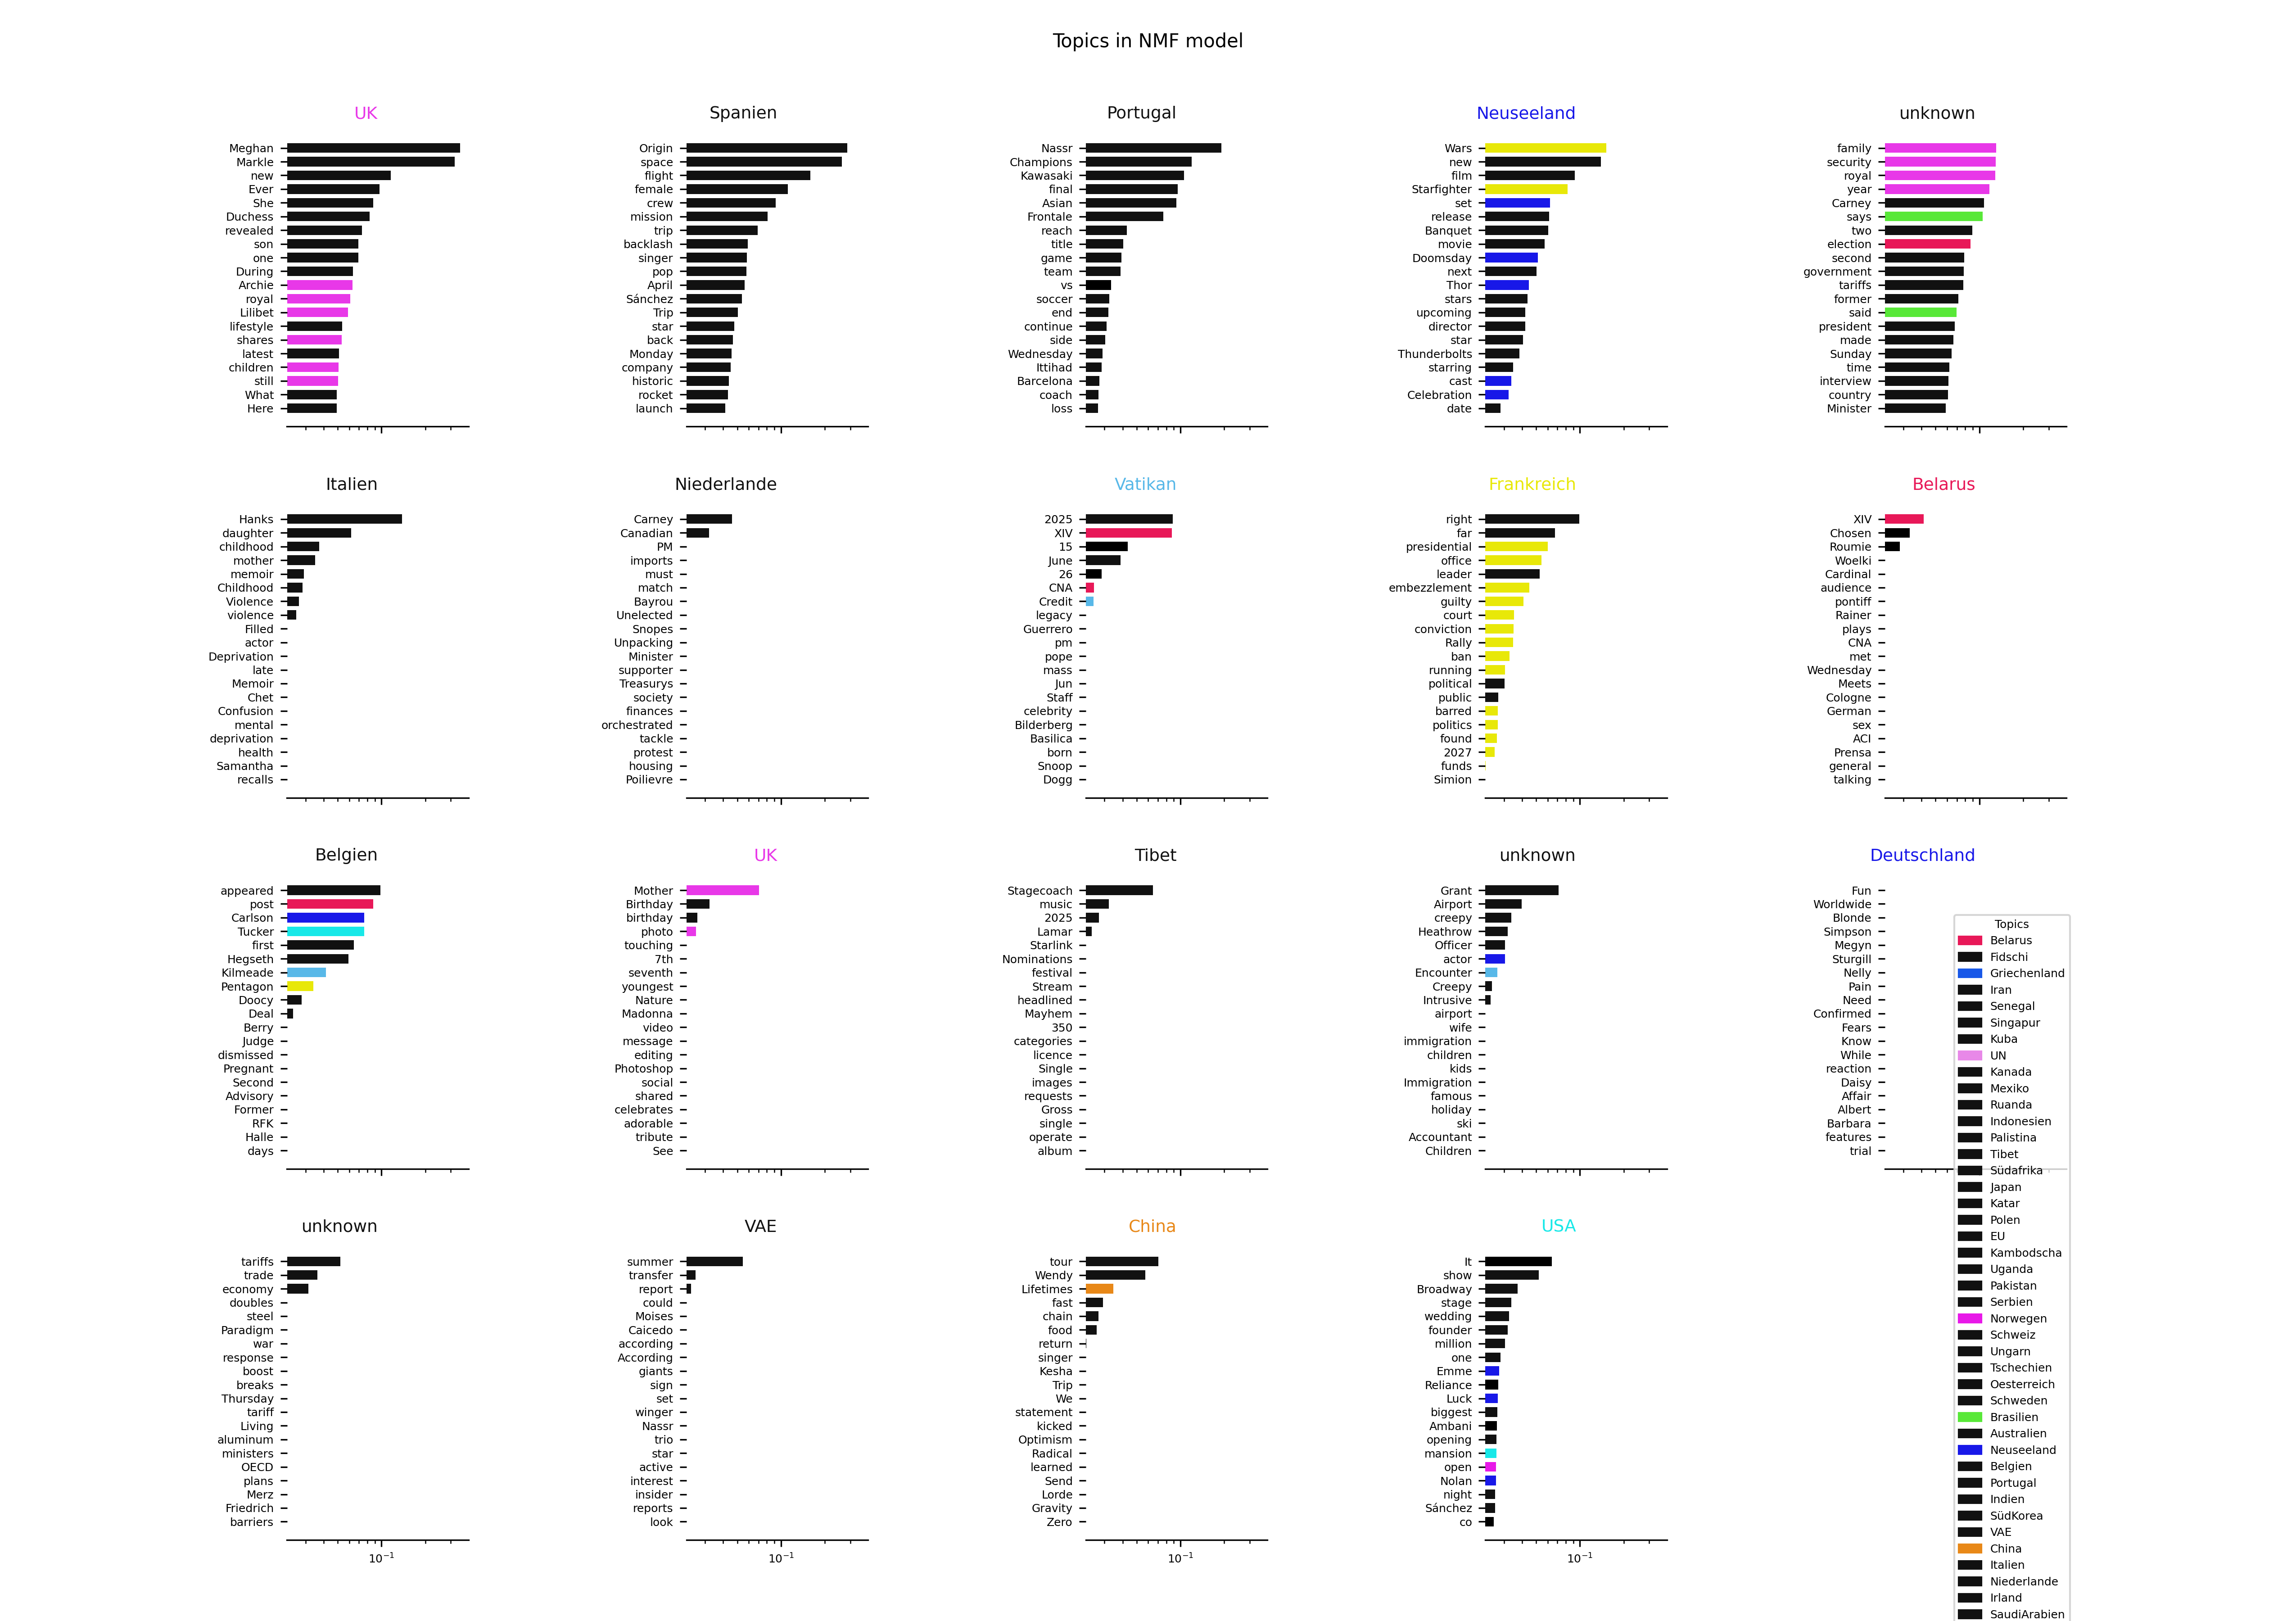 Topics in NMF model
UK
Meghan
Markle
new
Ever
She
Duchess
revealed
son
one
During
Archie
royal
Lilibet
lifestyle
shares
latest
children
still
What
Here
Spanien
Origin
space
flight
female
crew
mission
trip
backlash
singer
pop
April
Sánchez
Trip
star
back
Monday
company
historic
rocket
launch
Portugal
Nassr
Champions
Kawasaki
final
Asian
Frontale
reach
title
game
team
vs
soccer
end
continue
side
Wednesday
Ittihad
Barcelona
coach
loss
Neuseeland
Wars
new
film
Starfighter
set
release
Banquet
movie
Doomsday
next
Thor
stars
upcoming
director
star
Thunderbolts
starring
cast
Celebration
date
unknown
family
security
royal
year
Carney
says
two
election
second
government
tariffs
former
said
president
made
Sunday
time
interview
country
Minister
Italien
Hanks
daughter
childhood
mother
memoir
Childhood
Violence
violence
Filled
actor
Deprivation
late
Memoir
Chet
Confusion
mental
deprivation
health
Samantha
recalls
Niederlande
Carney
Canadian
PM
imports
must
match
Bayrou
Unelected
Snopes
Unpacking
Minister
supporter
Treasurys
society
finances
orchestrated
tackle
protest
housing
Poilievre
Vatikan
2025
XIV
15
June
26
CNA
Credit
legacy
Guerrero
pm
pope
mass
Jun
Staff
celebrity
Bilderberg
Basilica
born
Snoop
Dogg
Frankreich
right
far
presidential
office
leader
embezzlement
guilty
court
conviction
Rally
ban
running
political
public
barred
politics
found
2027
funds
Simion
Belarus
XIV
Chosen
Roumie
Woelki
Cardinal
audience
pontiff
Rainer
plays
CNA
met
Wednesday
Meets
Cologne
German
sex
ACI
Prensa
general
talking
Belgien
appeared
post
Carlson
Tucker
first
Hegseth
Kilmeade
Pentagon
Doocy
Deal
Berry
Judge
dismissed
Pregnant
Second
Advisory
Former
RFK
Halle
days
UK
Mother
Birthday
birthday
photo
touching
7th
seventh
youngest
Nature
Madonna
video
message
editing
Photoshop
social
shared
celebrates
adorable
tribute
See
Tibet
Stagecoach
music
2025
Lamar
Starlink
Nominations
festival
Stream
headlined
Mayhem
350
categories
licence
Single
images
requests
Gross
single
operate
album
unknown
Grant
Airport
creepy
Heathrow
Officer
actor
Encounter
Creepy
Intrusive
airport
wife
immigration
children
kids
Immigration
famous
holiday
ski
Accountant
Children
Deutschland
Fun
Worldwide
Blonde
Simpson
Megyn
Sturgill
Nelly
Pain
Need
Confirmed
Fears
Know
While
reaction
Daisy
Affair
Albert
Barbara
features
trial
unknown
tariffs
trade
economy
doubles
steel
Paradigm
war
response
boost
breaks
Thursday
tariff
Living
aluminum
ministers
OECD
plans
Merz
Friedrich
barriers
10⁻¹
VAE
summer
transfer
report
could
Moises
Caicedo
according
According
giants
sign
set
winger
Nassr
trio
star
active
interest
insider
reports
look
10⁻¹
China
tour
Wendy
Lifetimes
fast
chain
food
return
singer
Kesha
Trip
We
statement
kicked
Optimism
Radical
learned
Send
Lorde
Gravity
Zero
10⁻¹
USA
It
show
Broadway
stage
wedding
founder
million
one
Emme
Reliance
Luck
biggest
Ambani
opening
mansion
open
Nolan
night
Sánchez
co
10⁻¹
Topics
Belarus
Fidschi
Griechenland
Iran
Senegal
Singapur
Kuba
UN
Kanada
Mexiko
Ruanda
Indonesien
Palistina
Tibet
Südafrika
Japan
Katar
Polen
EU
Kambodscha
Uganda
Pakistan
Serbien
Norwegen
Schweiz
Ungarn
Tschechien
Oesterreich
Schweden
Brasilien
Australien
Neuseeland
Belgien
Portugal
Indien
SüdKorea
VAE
China
Italien
Niederlande
Irland
SaudiArabien